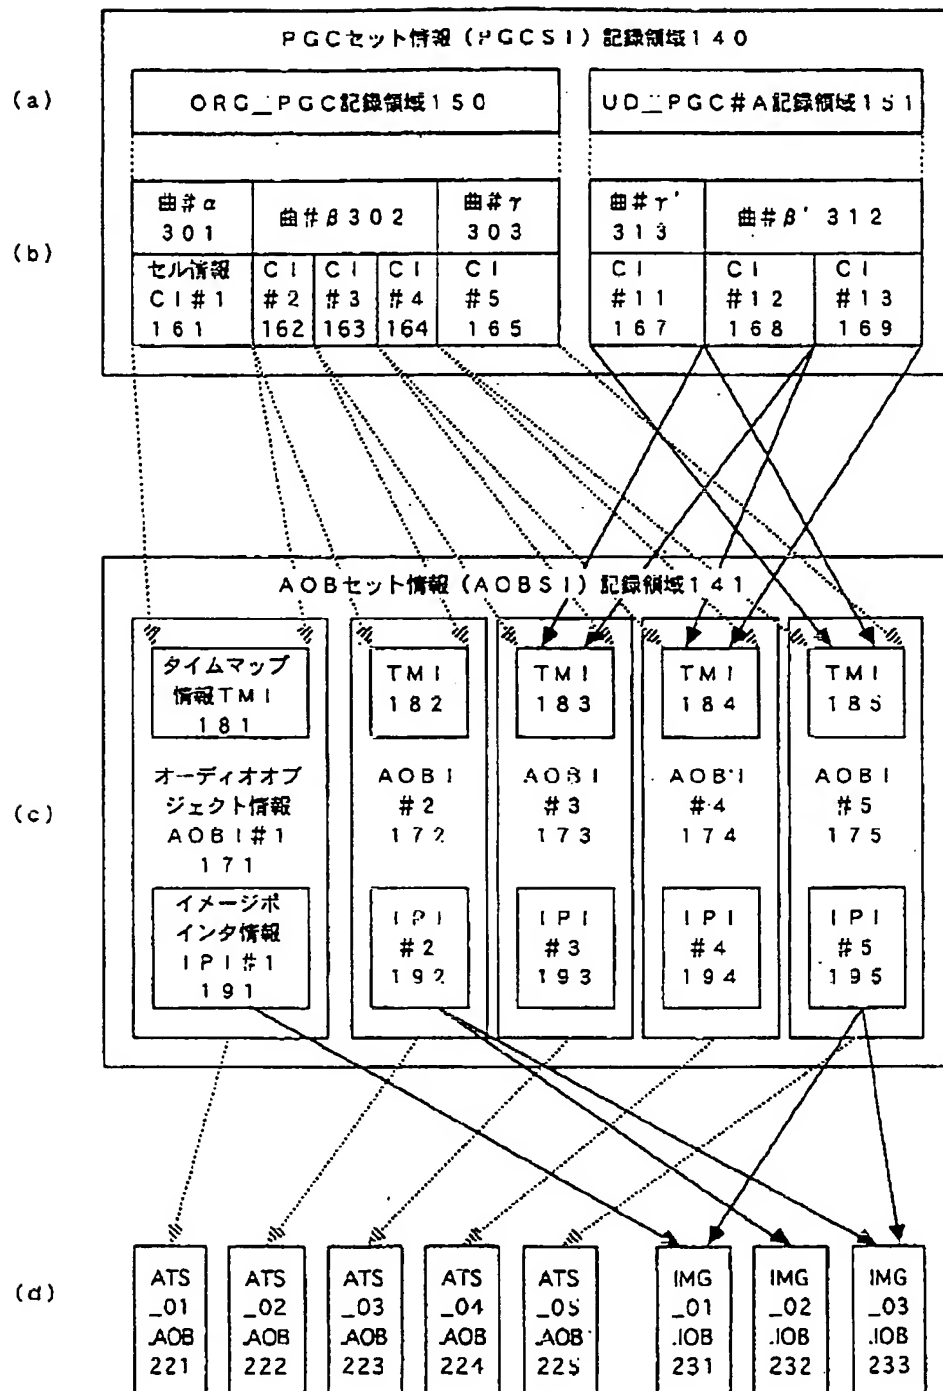 PGCセット情報(PGCSI)記録領域140
(a)
ORG_PGC記録領域150
UD_PGC#A記録領域151
(b)
曲#α
301
曲#β302
曲#γ
303
曲#γ'
313
曲#β' 312
セル情報
CI#1
161
CI
#2
162
CI
#3
163
CI
#4
164
CI
#5
165
CI
#11
167
CI
#12
168
CI
#13
169
AOBセット情報(AOBSI)記録領域141
(c)
タイムマップ
情報TMI
181
TMI
182
TMI
183
TMI
184
TMI
185
オーディオオブ
ジェクト情報
AOBI#1
171
AOBI
#2
172
AOBI
#3
173
AOBI
#4
174
AOBI
#5
175
イメージポ
インタ情報
IPI#1
191
IPI
#2
192
IPI
#3
193
IPI
#4
194
IPI
#5
195
(d)
ATS
_01
.AOB
221
ATS
_02
.AOB
222
ATS
_03
.AOB
223
ATS
_04
.AOB
224
ATS
_05
.AOB
225
IMG
_01
.IOB
231
IMG
_02
.IOB
232
IMG
_03
.IOB
233